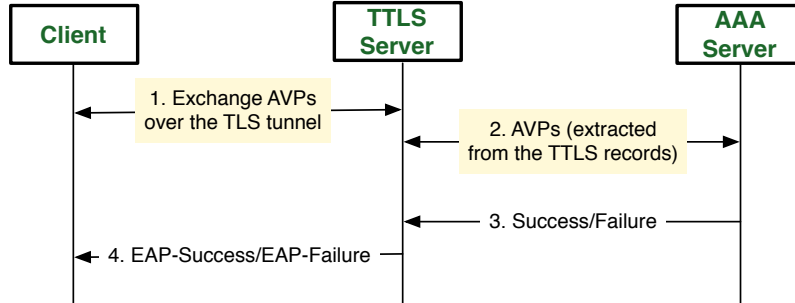 Client
TTLS
Server
AAA
Server
1. Exchange AVPs
over the TLS tunnel
2. AVPs (extracted
from the TTLS records)
3. Success/Failure
4. EAP-Success/EAP-Failure